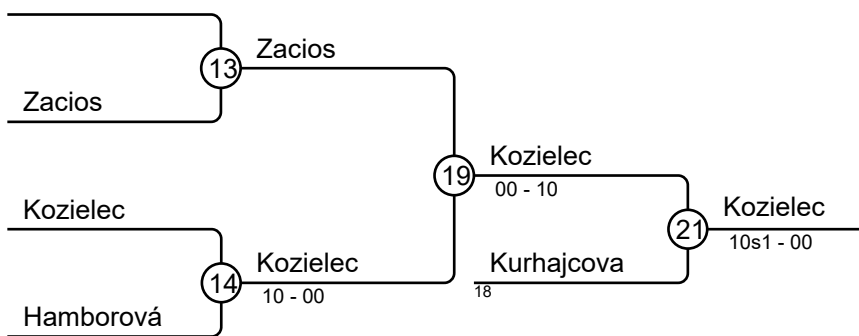 Zacios
13
Zacios
Kozielec
19
00 - 10
Kozielec
21
10s1 - 00
Kozielec
Kurhajcova
18
Kozielec
14
10 - 00
Hamborová